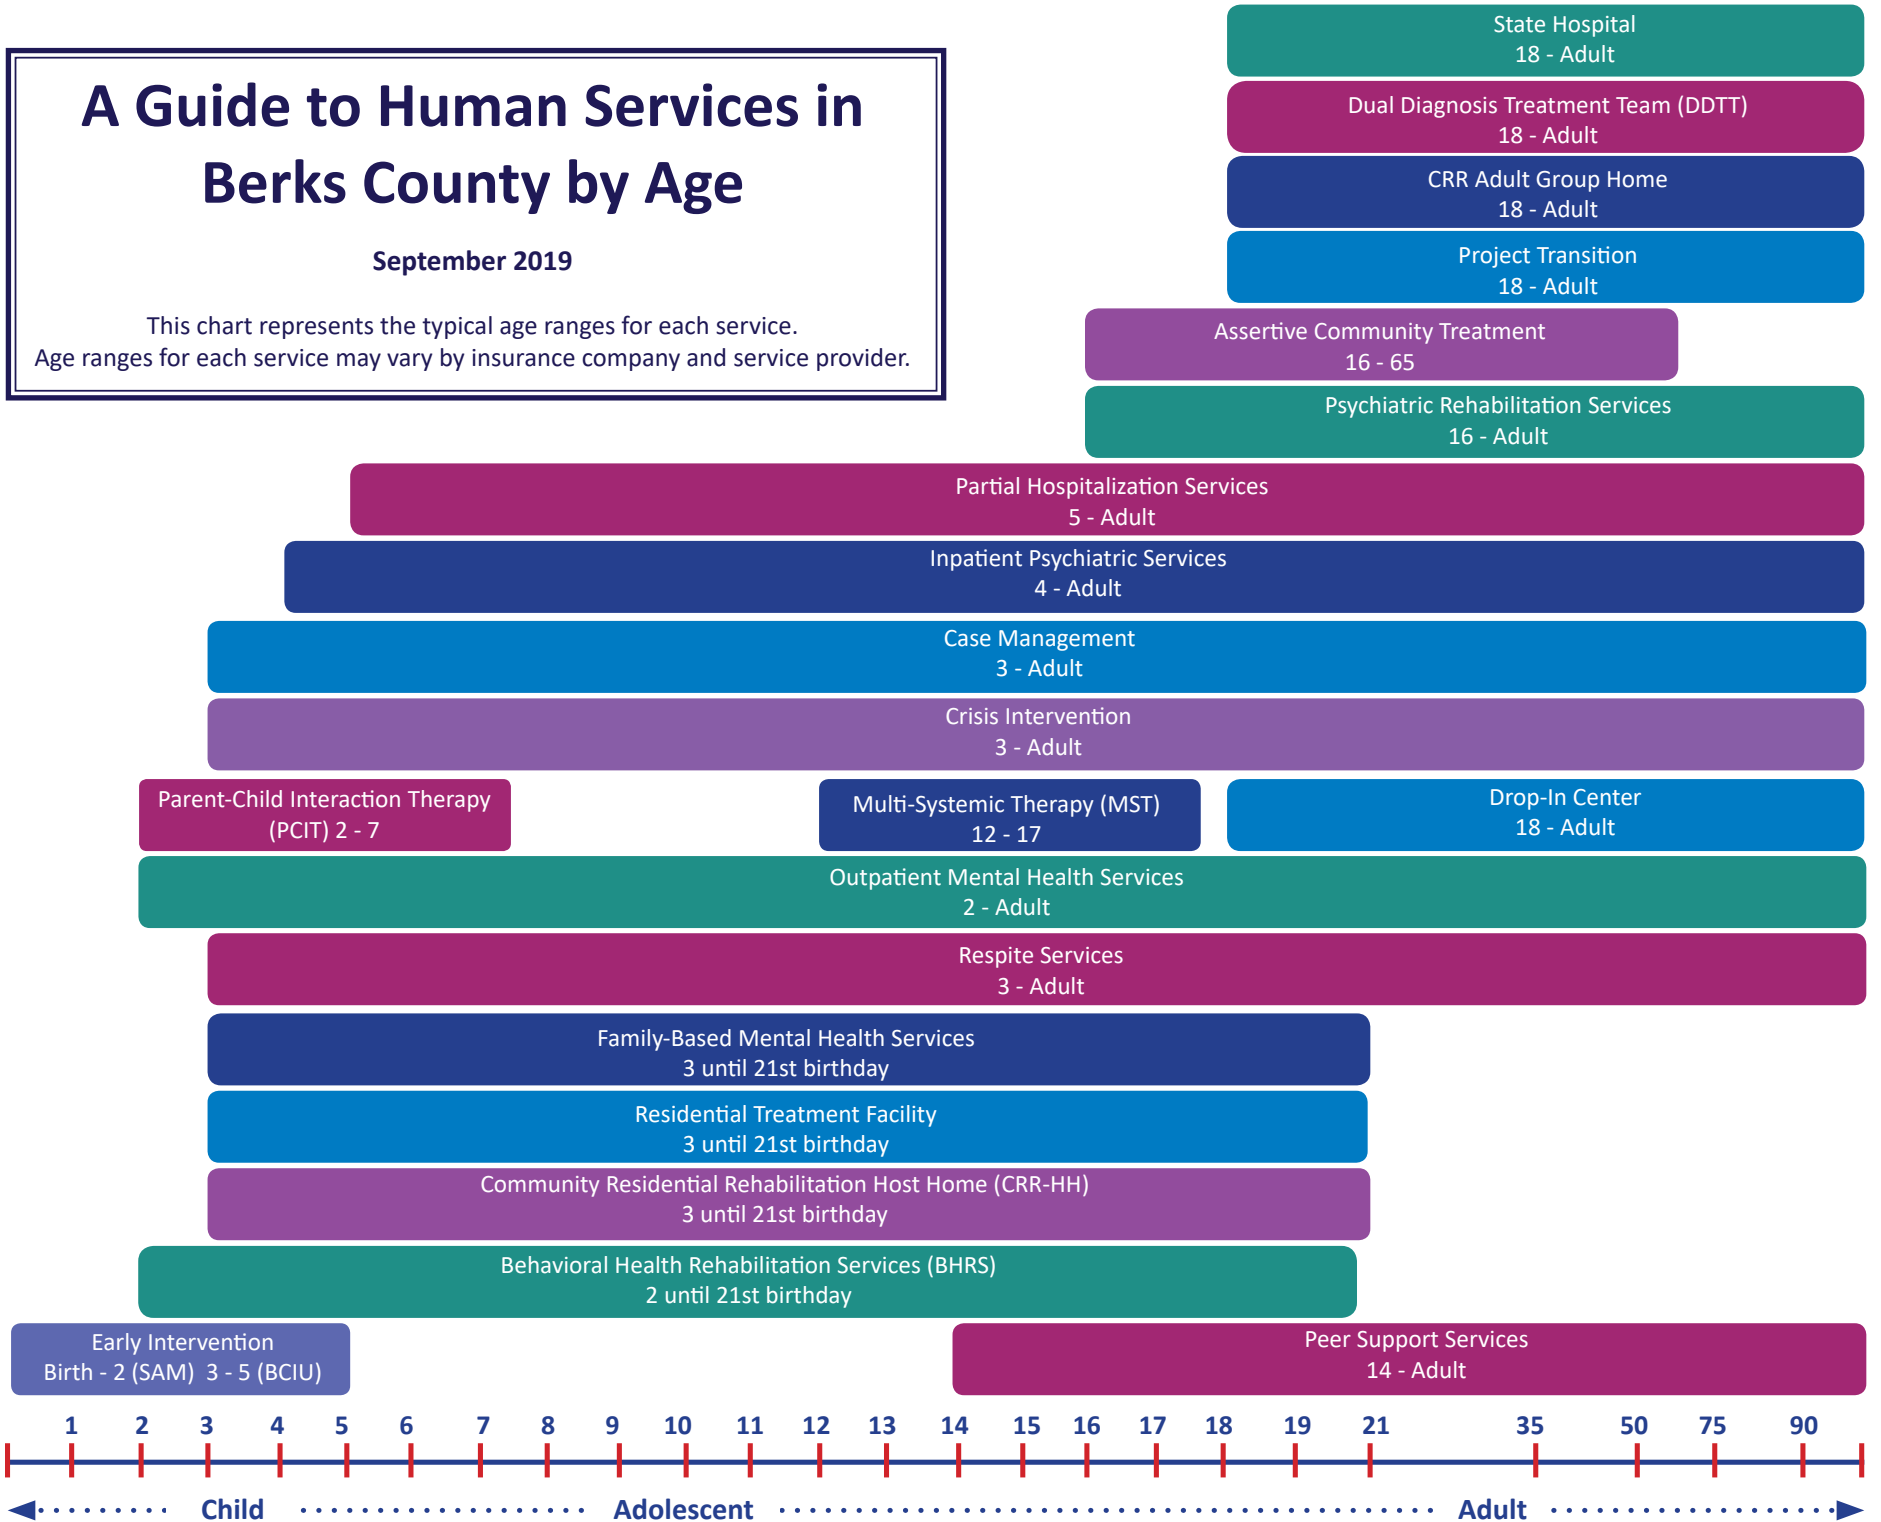 A Guide to Human Services in
Berks County by Age
September 2019
This chart represents the typical age ranges for each service.
Age ranges for each service may vary by insurance company and service provider.
State Hospital
18 - Adult
Dual Diagnosis Treatment Team (DDTT)
18 - Adult
CRR Adult Group Home
18 - Adult
Project Transition
18 - Adult
Assertive Community Treatment
16 - 65
Psychiatric Rehabilitation Services
16 - Adult
Partial Hospitalization Services
5 - Adult
Inpatient Psychiatric Services
4 - Adult
Case Management
3 - Adult
Crisis Intervention
3 - Adult
Parent-Child Interaction Therapy
(PCIT) 2 - 7
Multi-Systemic Therapy (MST)
12 - 17
Drop-In Center
18 - Adult
Outpatient Mental Health Services
2 - Adult
Respite Services
3 - Adult
Family-Based Mental Health Services
3 until 21st birthday
Residential Treatment Facility
3 until 21st birthday
Community Residential Rehabilitation Host Home (CRR-HH)
3 until 21st birthday
Behavioral Health Rehabilitation Services (BHRS)
2 until 21st birthday
Early Intervention
Birth - 2 (SAM) 3 - 5 (BCIU)
Peer Support Services
14 - Adult
1 2 3 4 5 6 7 8 9 10 11 12 13 14 15 16 17 18 19 21 35 50 75 90
Child Adolescent Adult